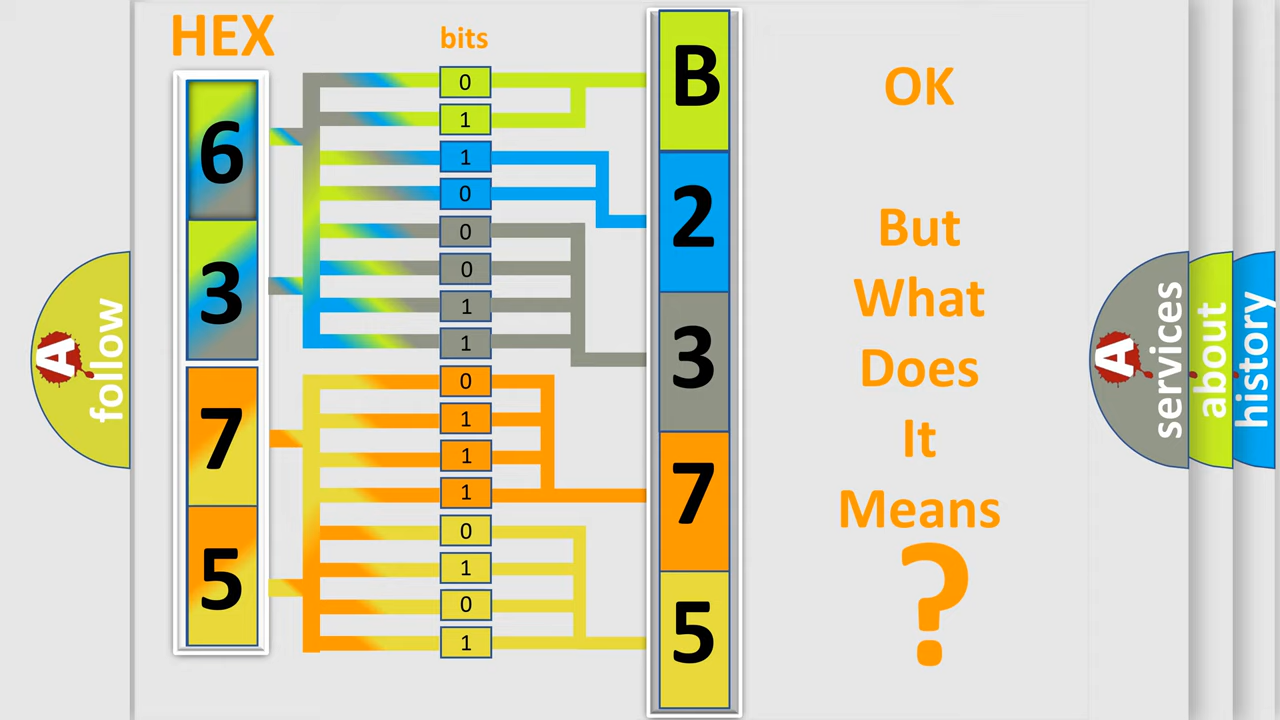 HEX
bits
6
3
7
5
0
1
1
0
0
0
1
1
0
1
1
1
0
1
0
1
B
2
3
7
5
OK
But
What
Does
It
Means
?
A
follow
A
services
about
history